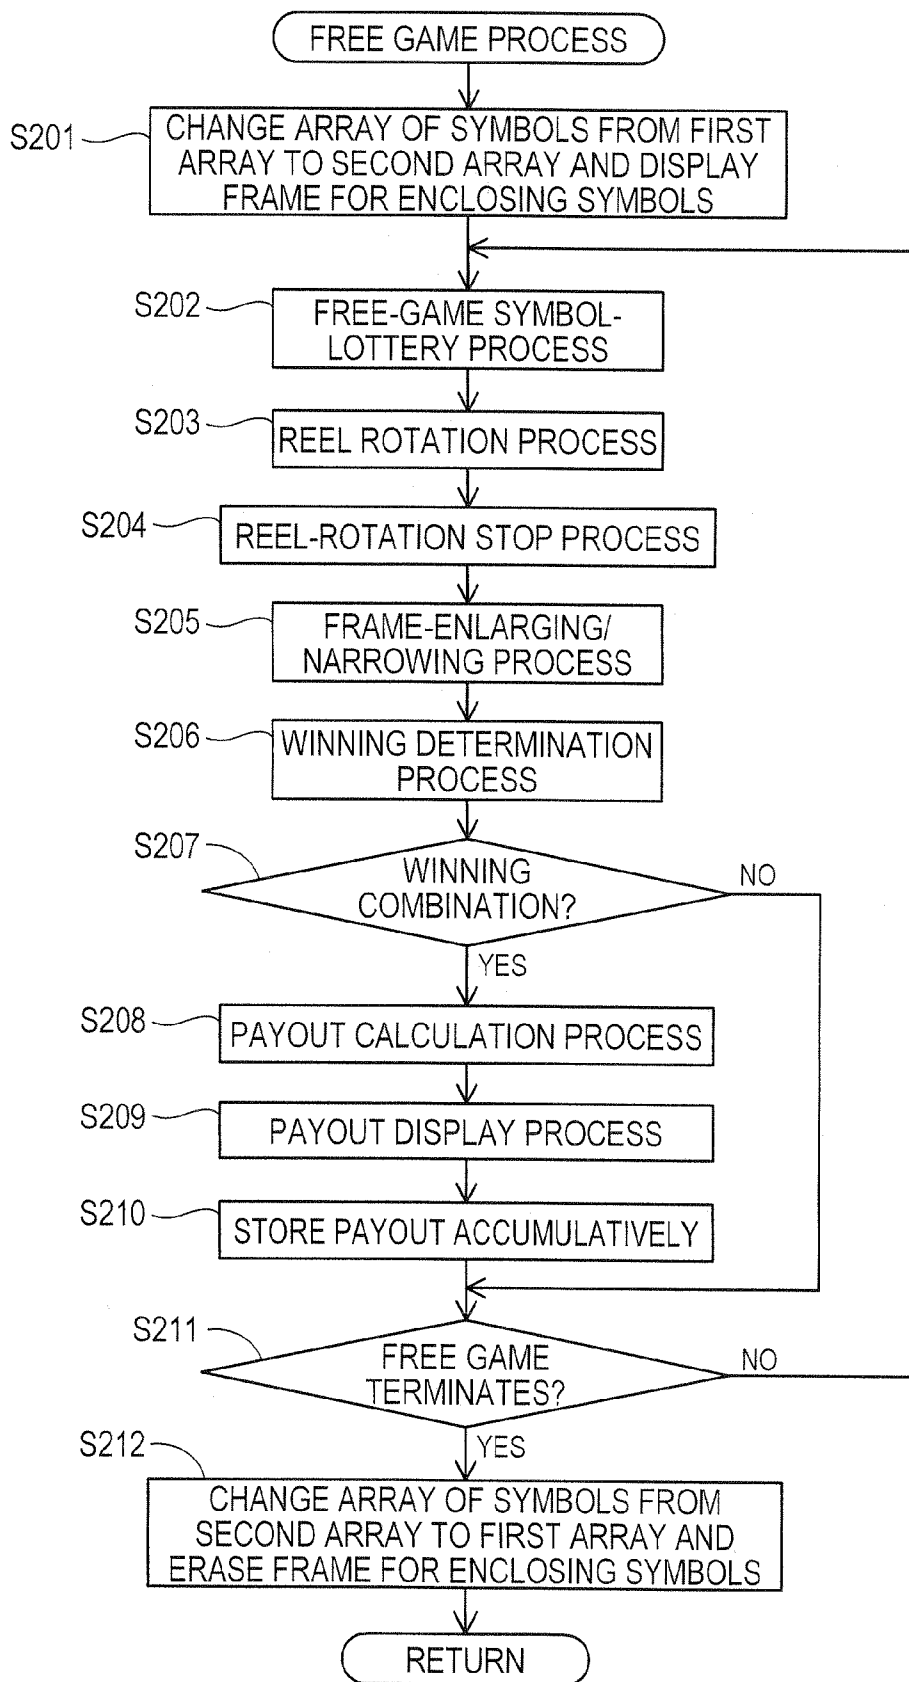 FREE GAME PROCESS
S201
CHANGE ARRAY OF SYMBOLS FROM FIRST
ARRAY TO SECOND ARRAY AND DISPLAY
FRAME FOR ENCLOSING SYMBOLS
S202
FREE-GAME SYMBOL-
LOTTERY PROCESS
S203
REEL ROTATION PROCESS
S204
REEL-ROTATION STOP PROCESS
S205
FRAME-ENLARGING/
NARROWING PROCESS
S206
WINNING DETERMINATION
PROCESS
S207
WINNING
COMBINATION?
NO
YES
S208
PAYOUT CALCULATION PROCESS
S209
PAYOUT DISPLAY PROCESS
S210
STORE PAYOUT ACCUMULATIVELY
S211
FREE GAME
TERMINATES?
NO
YES
S212
CHANGE ARRAY OF SYMBOLS FROM
SECOND ARRAY TO FIRST ARRAY AND
ERASE FRAME FOR ENCLOSING SYMBOLS
RETURN